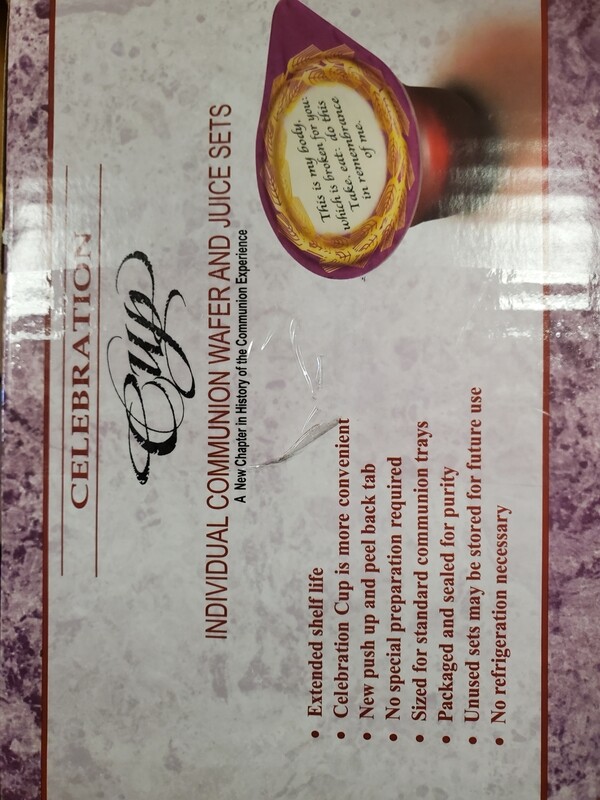 CELEBRATION
Cup
INDIVIDUAL COMMUNION WAFER AND JUICE SETS
A New Chapter in History of the Communion Experience
This is my body,
which is broken for you:
Take, eat: do this
in remembrance
of me.
• Extended shelf life
• Celebration Cup is more convenient
• New push up and peel back tab
• No special preparation required
• Sized for standard communion trays
• Packaged and sealed for purity
• Unused sets may be stored for future use
• No refrigeration necessary